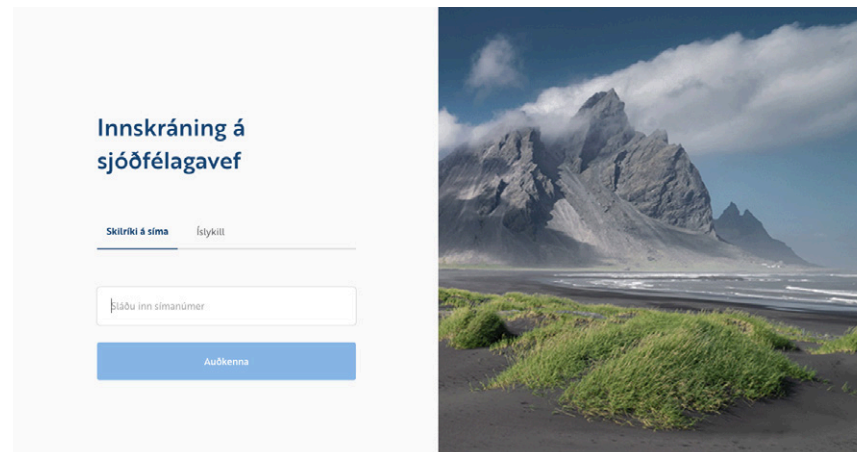 Innskráning á
sjóðfélagavef
Skilríki á síma Íslykill
Sláðu inn símanúmer
Auðkenna